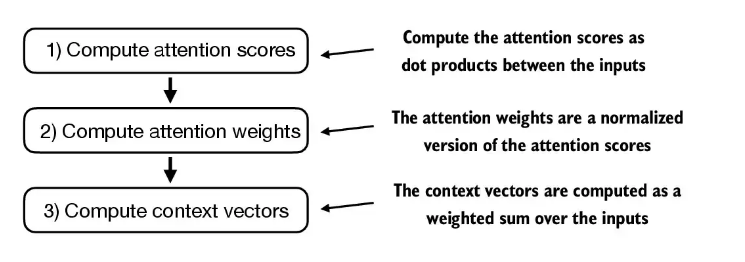 1) Compute attention scores
Compute the attention scores as
dot products between the inputs
2) Compute attention weights
The attention weights are a normalized
version of the attention scores
3) Compute context vectors
The context vectors are computed as a
weighted sum over the inputs